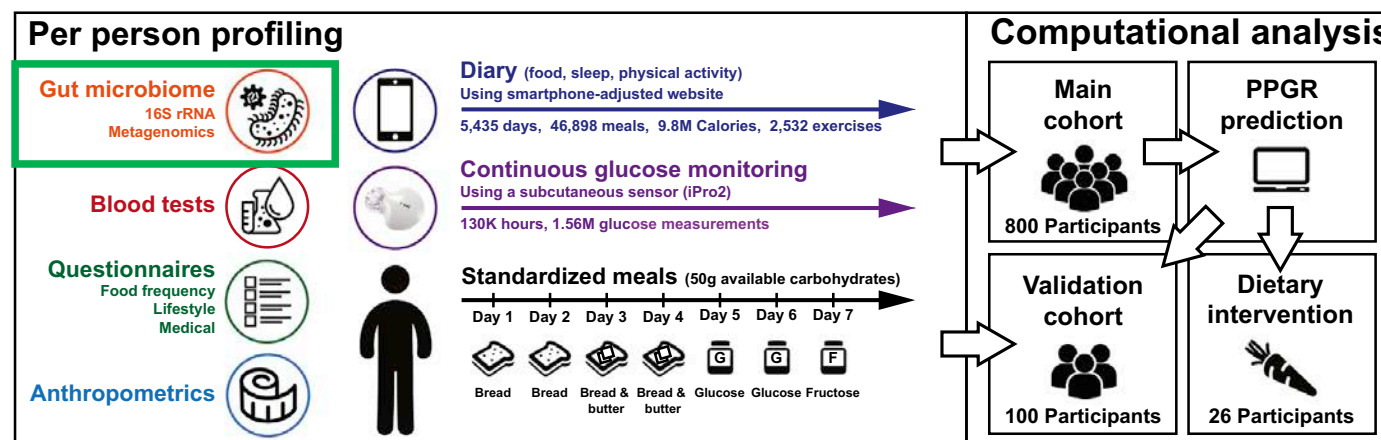 Per person profiling
Gut microbiome
16S rRNA
Metagenomics
Blood tests
Questionnaires
Food frequency
Lifestyle
Medical
Anthropometrics
Diary (food, sleep, physical activity)
Using smartphone-adjusted website
5,435 days, 46,898 meals, 9.8M Calories, 2,532 exercises
Continuous glucose monitoring
Using a subcutaneous sensor (iPro2)
130K hours, 1.56M glucose measurements
Standardized meals (50g available carbohydrates)
Day 1 Day 2 Day 3 Day 4 Day 5 Day 6 Day 7
G G F
Bread Bread Bread & Bread & Glucose Glucose Fructose
butter butter
Computational analysis
Main
cohort
800 Participants
PPGR
prediction
Validation
cohort
100 Participants
Dietary
intervention
26 Participants